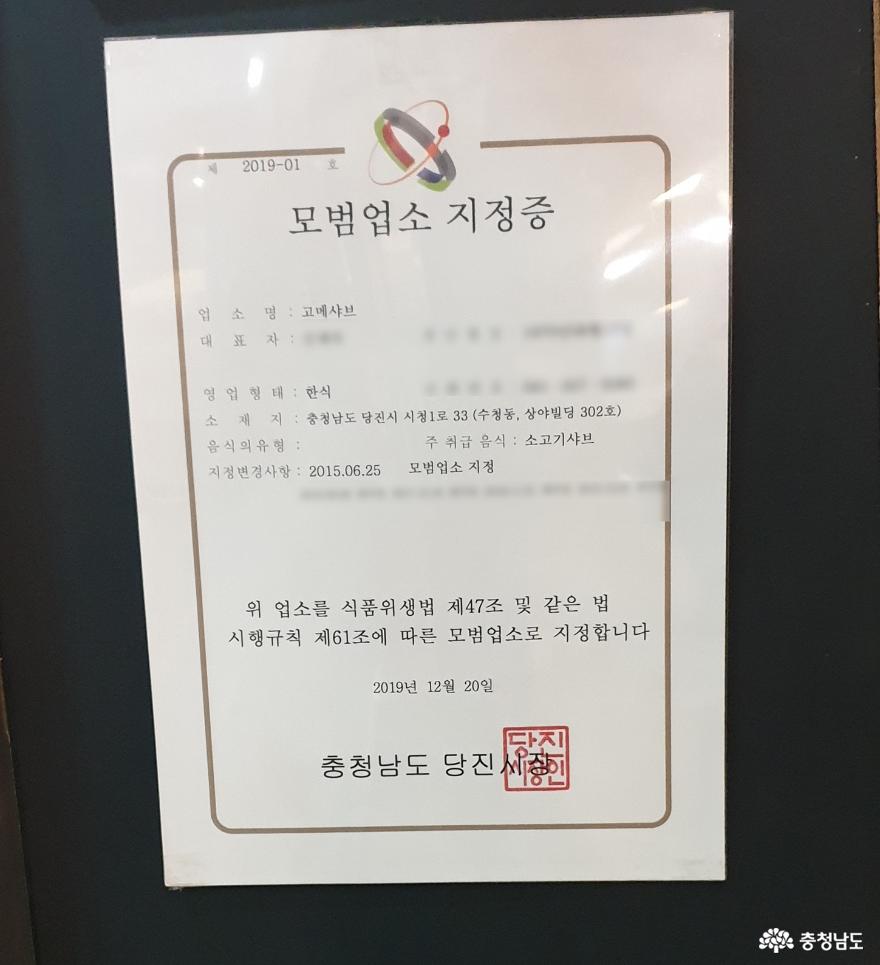 제 2019-01 호
모범업소 지정증
업 소 명 : 고메샤브
대 표 자 :
영업형태 : 한식
소 재 지 : 충청남도 당진시 시청1로 33 (수청동, 상야빌딩 302호)
음식의유형 : 주 취급 음식 : 소고기샤브
지정변경사항 : 2015.06.25 모범업소 지정
위 업소를 식품위생법 제47조 및 같은 법
시행규칙 제61조에 따른 모범업소로 지정합니다
2019년 12월 20일
충청남도 당진시장
당진
시장인
충청남도